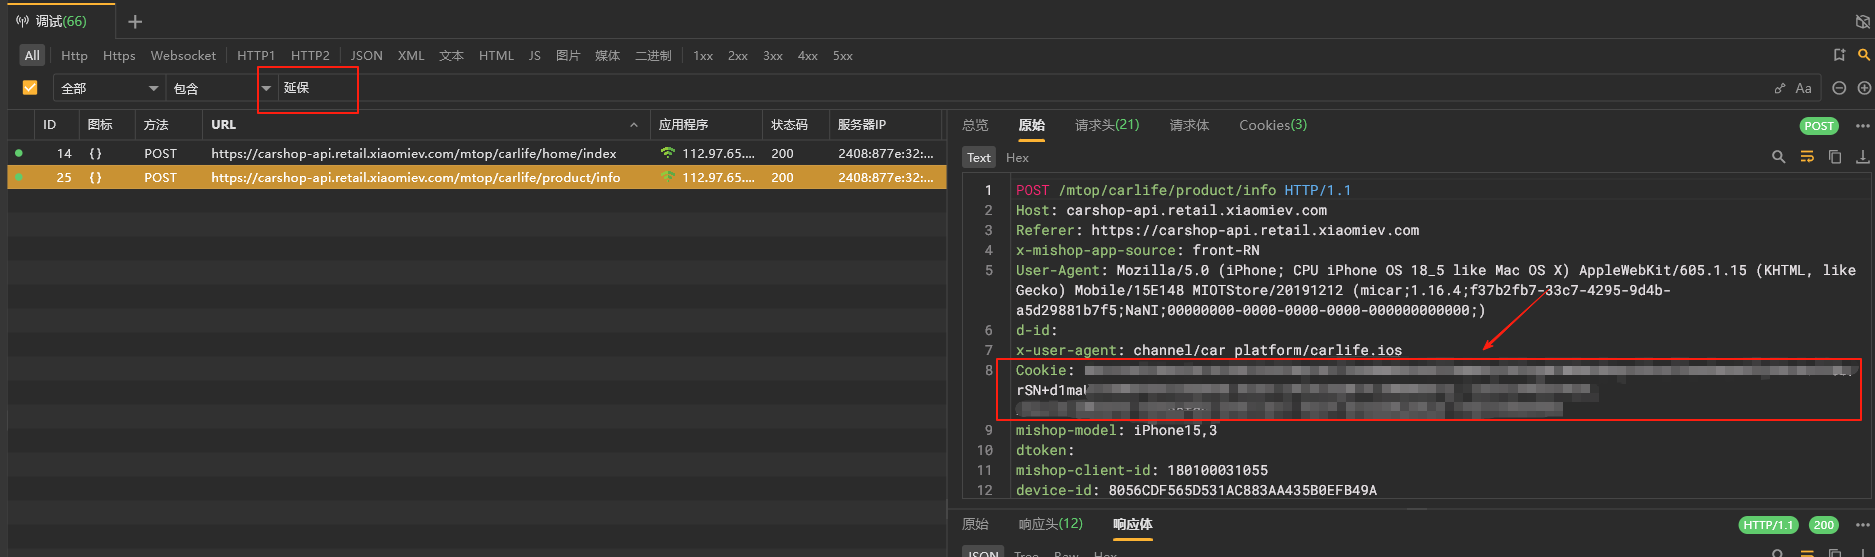 调试(66)
All Http Https Websocket HTTP1 HTTP2 JSON XML 文本 HTML JS 图片 媒体 二进制 1xx 2xx 3xx 4xx 5xx
全部 包含 延保 Aa
ID 图标 方法 URL 应用程序 状态码 服务器IP
14 {} POST https://carshop-api.retail.xiaomiev.com/mtop/carlife/home/index 112.97.65.... 200 2408:877e:32:...
25 {} POST https://carshop-api.retail.xiaomiev.com/mtop/carlife/product/info 112.97.65.... 200 2408:877e:32:...
总览 原始 请求头(21) 请求体 Cookies(3) POST
Text Hex
1 POST /mtop/carlife/product/info HTTP/1.1
2 Host: carshop-api.retail.xiaomiev.com
3 Referer: https://carshop-api.retail.xiaomiev.com
4 x-mishop-app-source: front-RN
5 User-Agent: Mozilla/5.0 (iPhone; CPU iPhone OS 18_5 like Mac OS X) AppleWebKit/605.1.15 (KHTML, like
Gecko) Mobile/15E148 MIOTStore/20191212 (micar;1.16.4;f37b2fb7-33c7-4295-9d4b-
a5d29881b7f5;NaNI;00000000-0000-0000-0000-000000000000;)
6 d-id:
7 x-user-agent: channel/car platform/carlife.ios
8 Cookie:
rSN+d1ma
9 mishop-model: iPhone15,3
10 dtoken:
11 mishop-client-id: 180100031055
12 device-id: 8056CDF565D531AC883AA435B0EFB49A
原始 响应头(12) 响应体 HTTP/1.1 200
JSON Tree Raw Hex